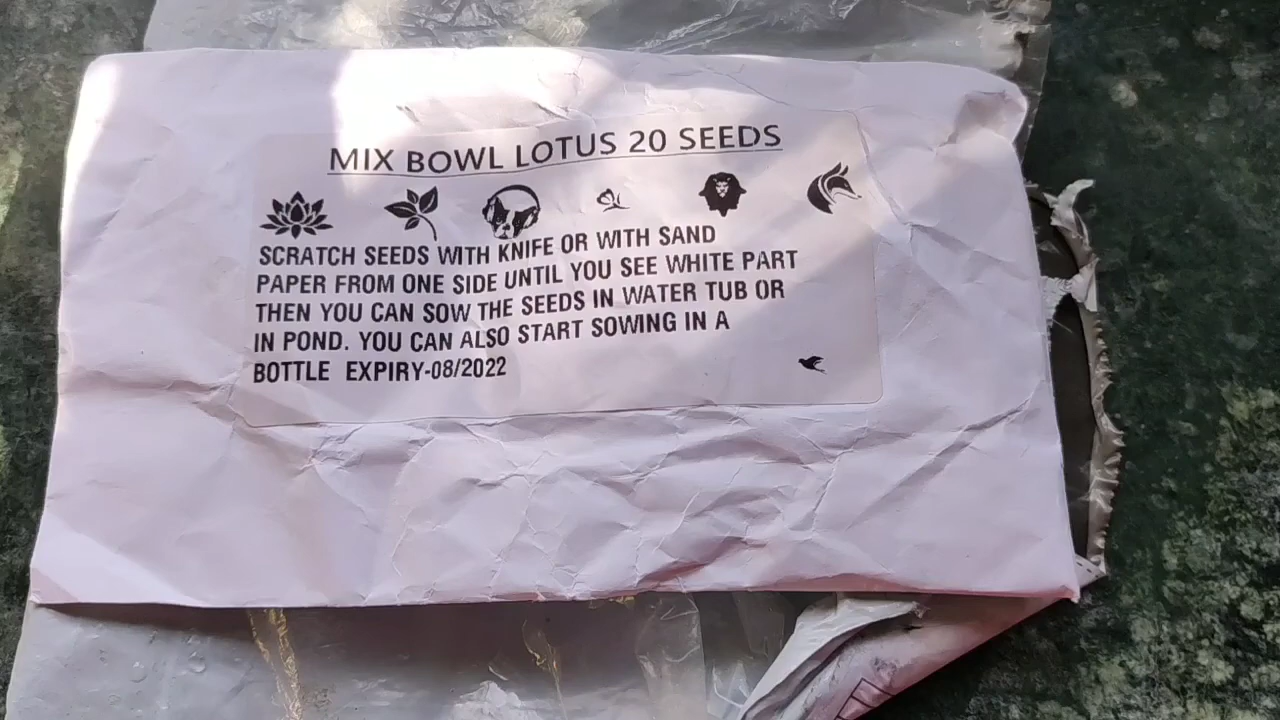 MIX BOWL LOTUS 20 SEEDS
SCRATCH SEEDS WITH KNIFE OR WITH SAND
PAPER FROM ONE SIDE UNTIL YOU SEE WHITE PART
THEN YOU CAN SOW THE SEEDS IN WATER TUB OR
IN POND. YOU CAN ALSO START SOWING IN A
BOTTLE EXPIRY-08/2022